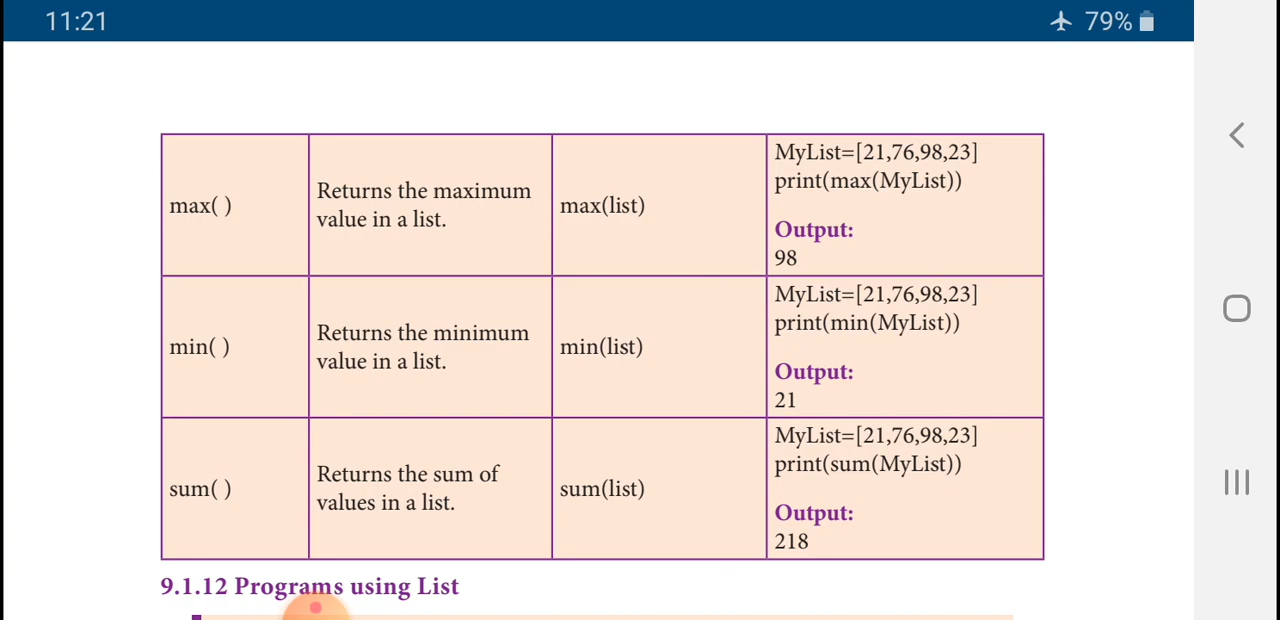 11:21
79%
max( )
Returns the maximum
value in a list.
max(list)
MyList=[21,76,98,23]
print(max(MyList))
Output:
98
min( )
Returns the minimum
value in a list.
min(list)
MyList=[21,76,98,23]
print(min(MyList))
Output:
21
sum( )
Returns the sum of
values in a list.
sum(list)
MyList=[21,76,98,23]
print(sum(MyList))
Output:
218
9.1.12 Programs using List